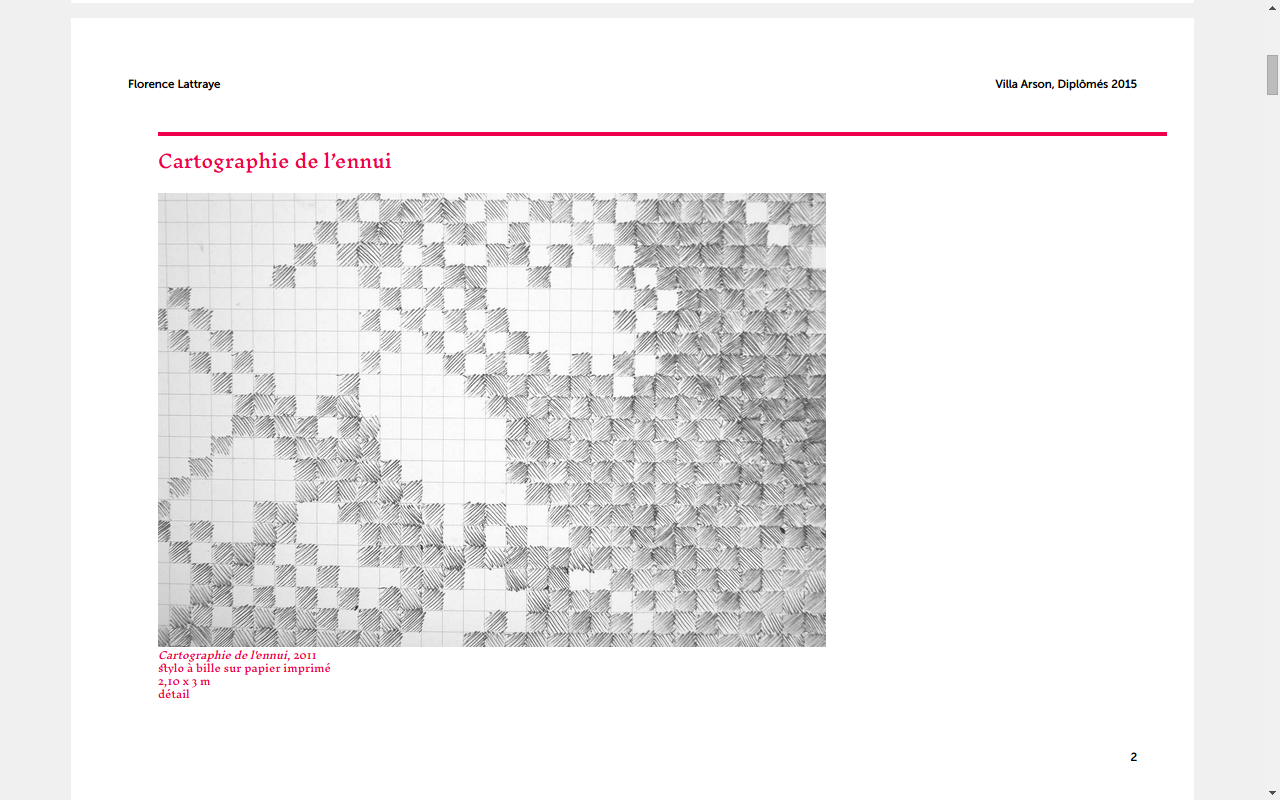 Florence Lattraye
Villa Arson, Diplômés 2015
Cartographie de l’ennui
Cartographie de l’ennui, 2011
stylo à bille sur papier imprimé
2,10 x 3 m
détail
2